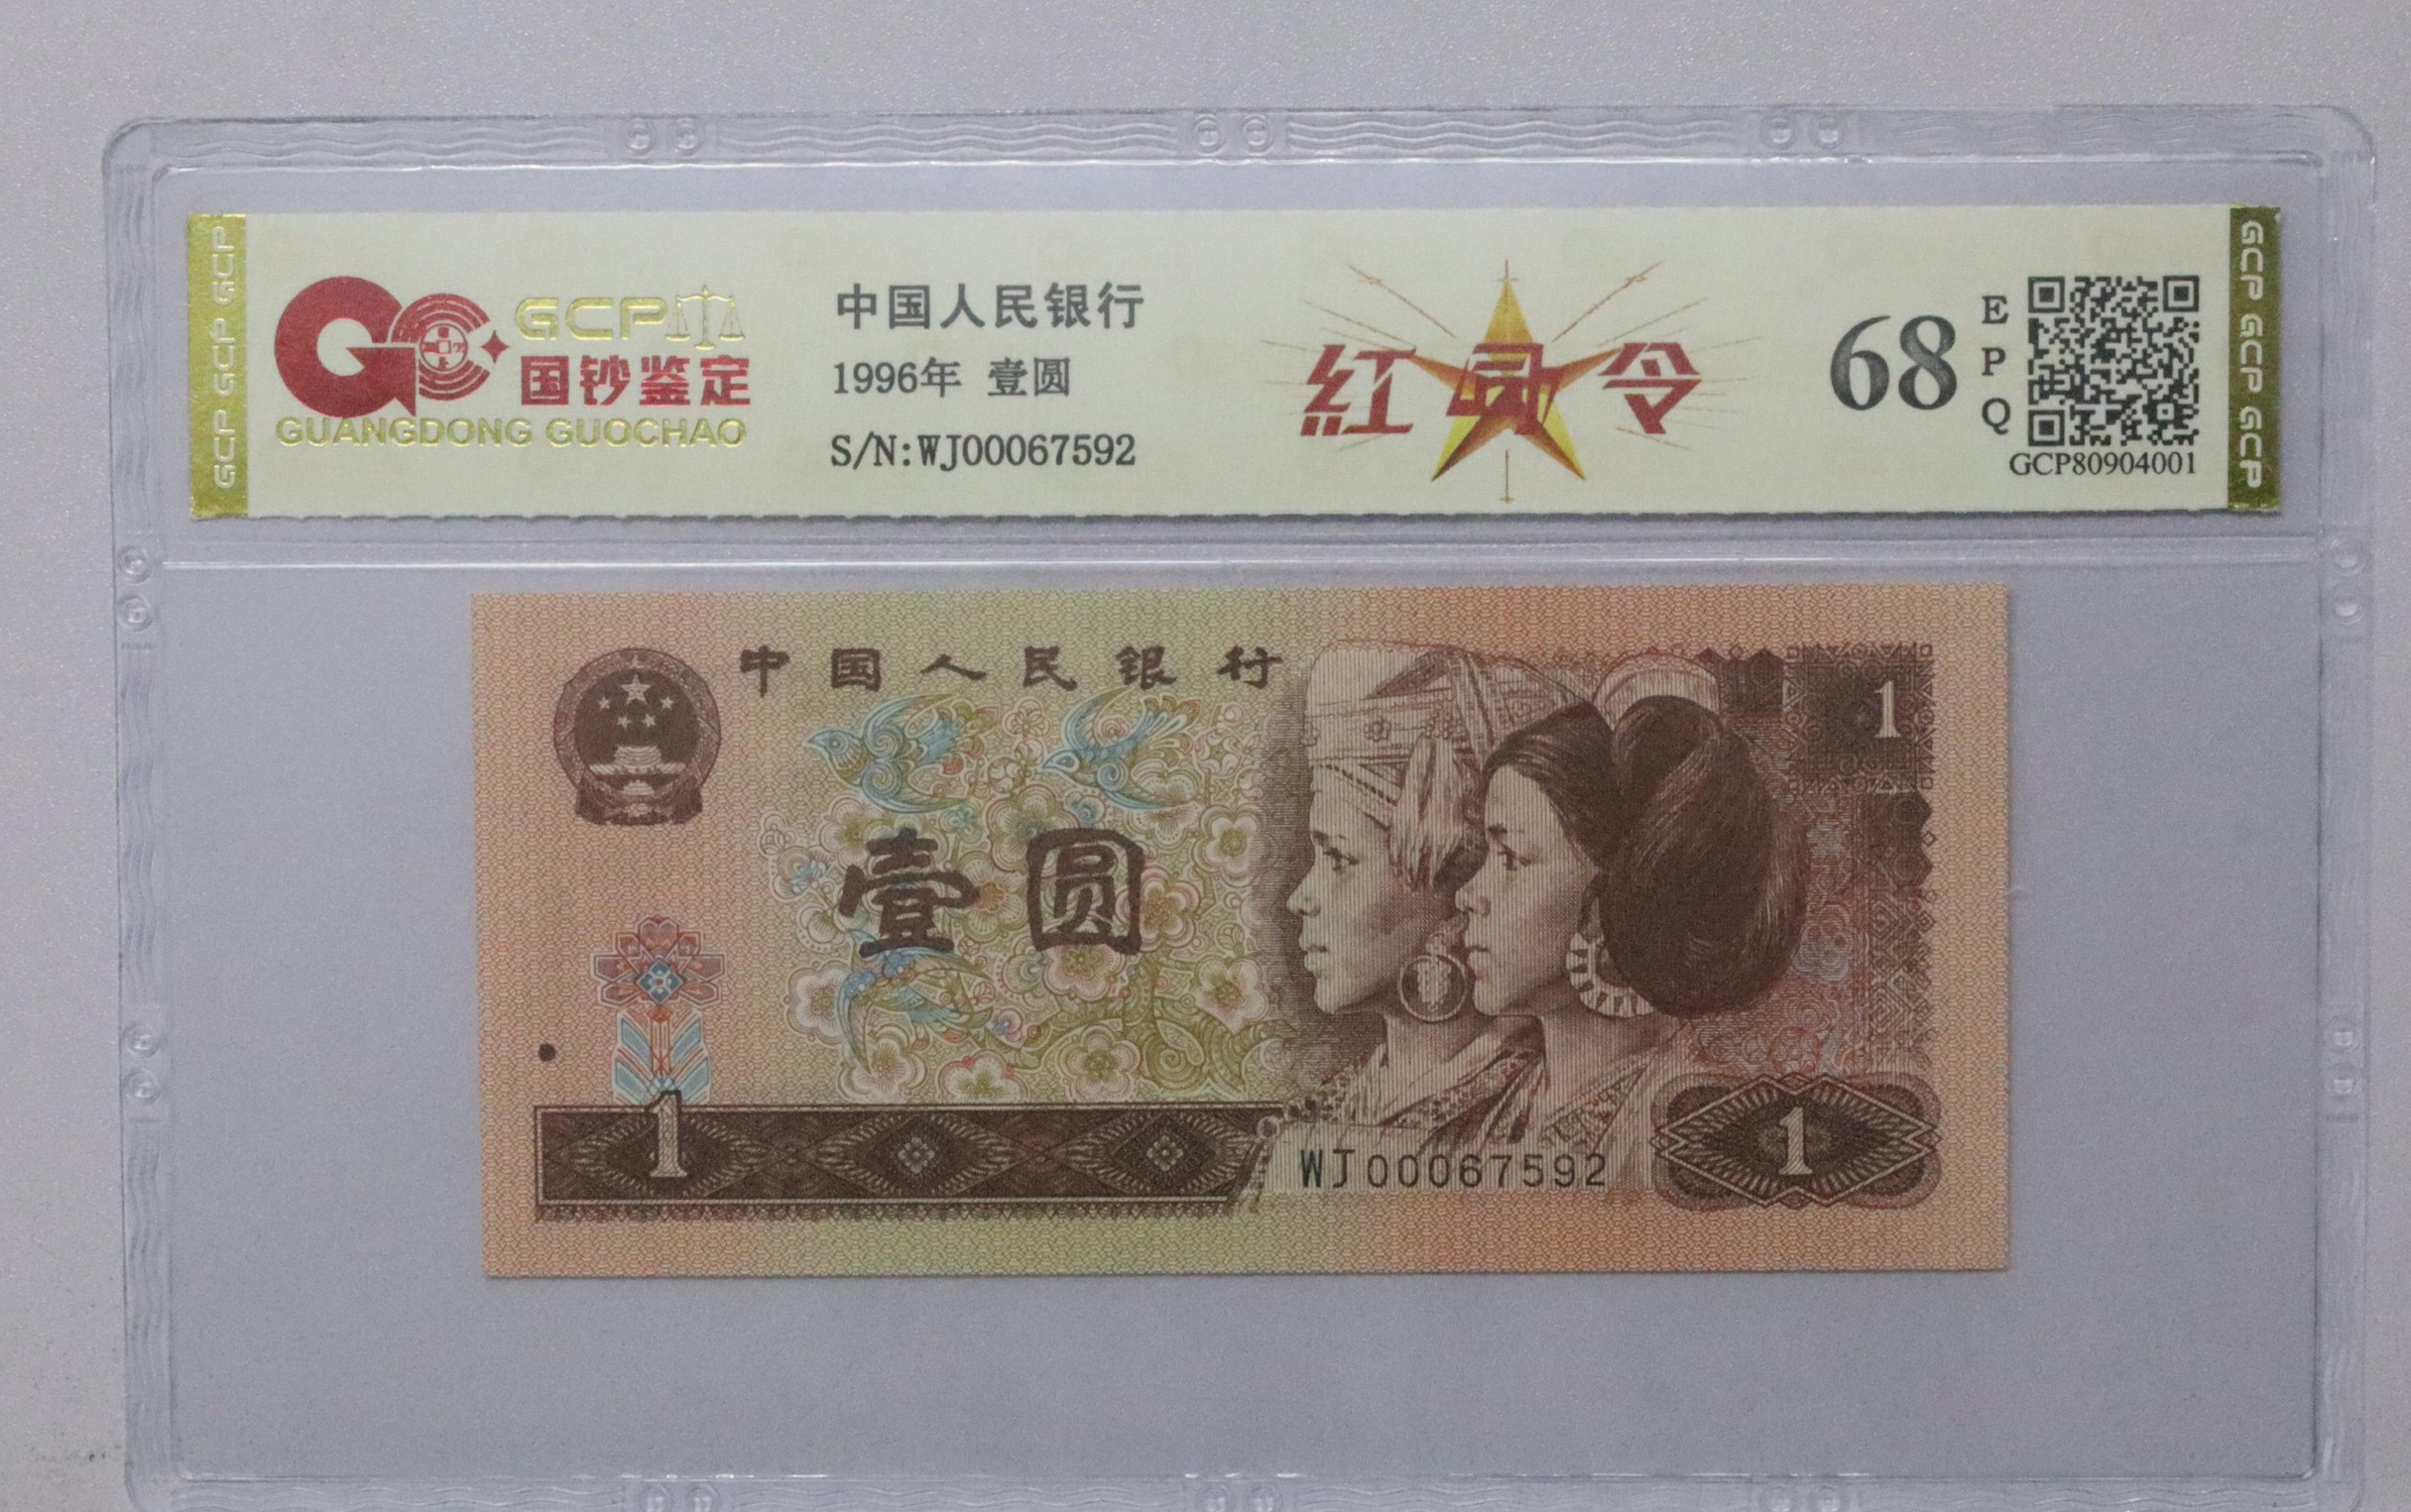 GCP GCP GCP
GCP
国钞鉴定
GUANGDONG GUOCHAO
中国人民银行
1996年 壹圆
S/N:WJ00067592
紅 令
68
E
P
Q
GCP80904001
GCP GCP GCP
中国人民银行
1
壹圆
1
WJ00067592
1